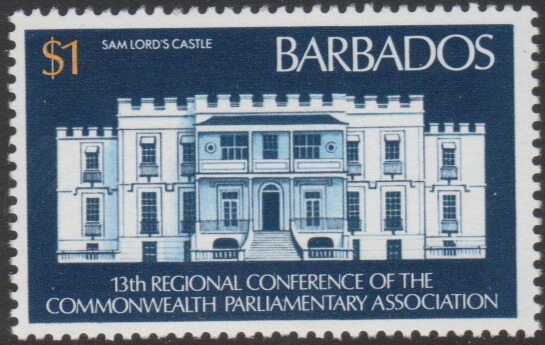 $1 SAM LORD'S CASTLE BARBADOS
13th REGIONAL CONFERENCE OF THE
COMMONWEALTH PARLIAMENTARY ASSOCIATION